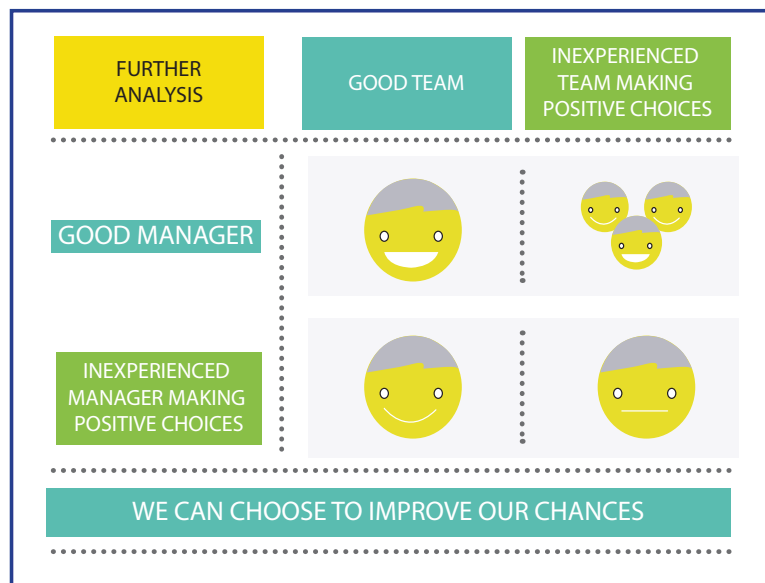 FURTHER
ANALYSIS
GOOD TEAM
INEXPERIENCED
TEAM MAKING
POSITIVE CHOICES
GOOD MANAGER
INEXPERIENCED
MANAGER MAKING
POSITIVE CHOICES
WE CAN CHOOSE TO IMPROVE OUR CHANCES